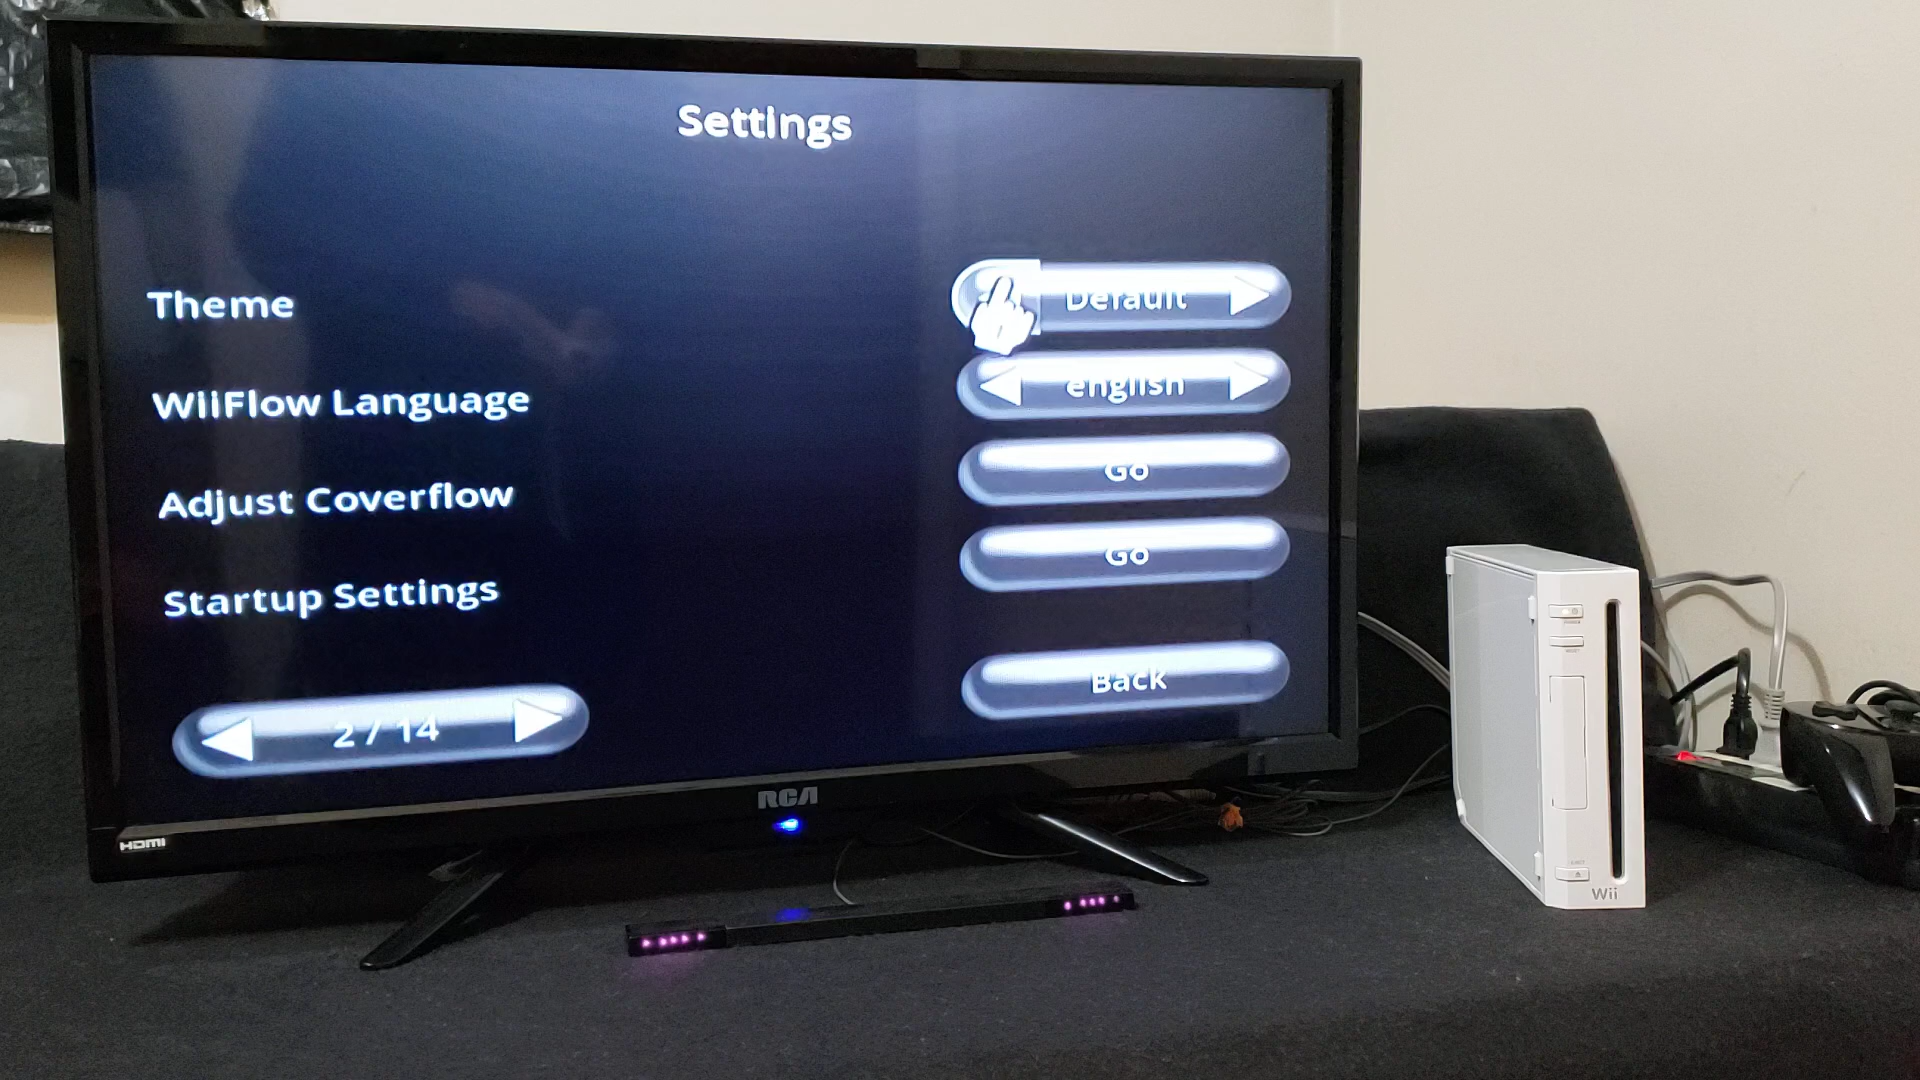 Settings
Theme
Default
WiiFlow Language
english
Adjust Coverflow
Go
Startup Settings
Go
2 / 14
Back
RCA
HDMI
Wii